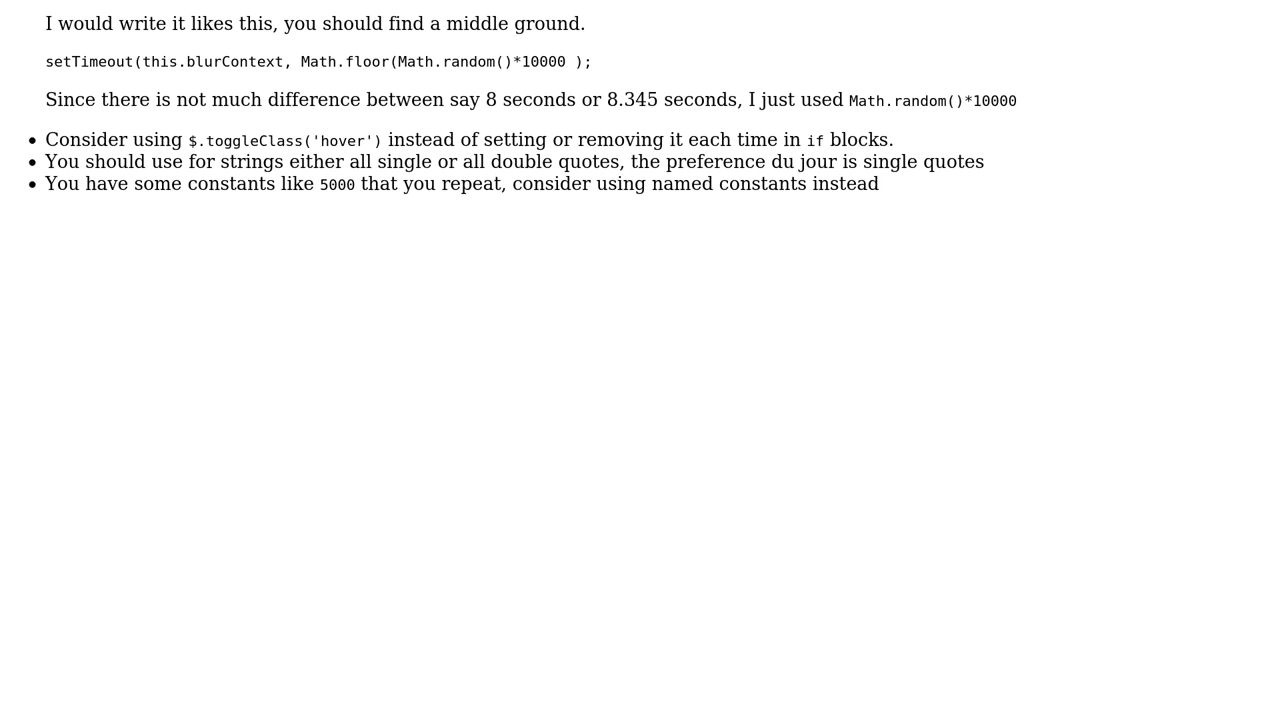 I would write it likes this, you should find a middle ground.
setTimeout(this.blurContext, Math.floor(Math.random()*10000 );
Since there is not much difference between say 8 seconds or 8.345 seconds, I just used Math.random()*10000
• Consider using $.toggleClass('hover') instead of setting or removing it each time in if blocks.
• You should use for strings either all single or all double quotes, the preference du jour is single quotes
• You have some constants like 5000 that you repeat, consider using named constants instead